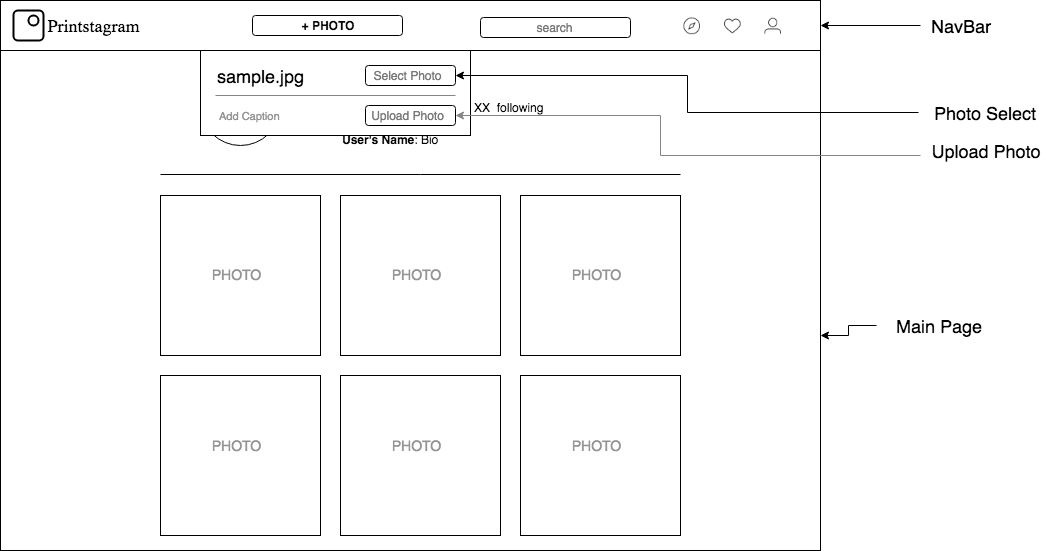 Printstagram
+ PHOTO
search
NavBar
sample.jpg
Select Photo
XX following
Photo Select
Add Caption
Upload Photo
User's Name: Bio
Upload Photo
PHOTO
PHOTO
PHOTO
Main Page
PHOTO
PHOTO
PHOTO